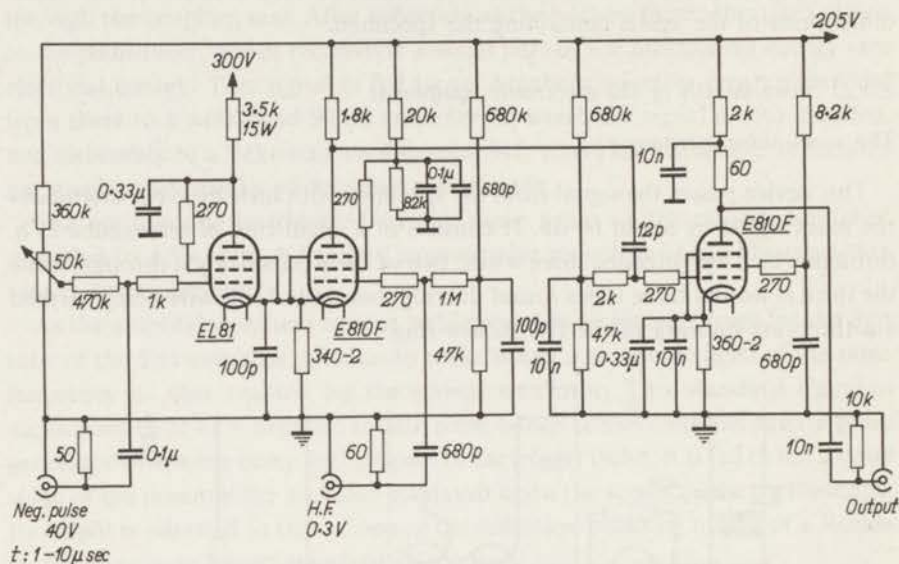 205V
300V
3·5k
15W
1·8k
20k
680k
680k
2k
8·2k
10n
60
0·33μ
270
270
82k
0·1μ
680p
360k
12p
E810F
50k
470k
1k
270
1M
2k
270
270
EL81
E810F
100p
340-2
47k
100p
10n
47k
0·33μ
10n
360-2
680p
50
0·1μ
60
680p
10n
10k
Neg. pulse
40V
t: 1-10μsec
H.F.
0-3V
Output